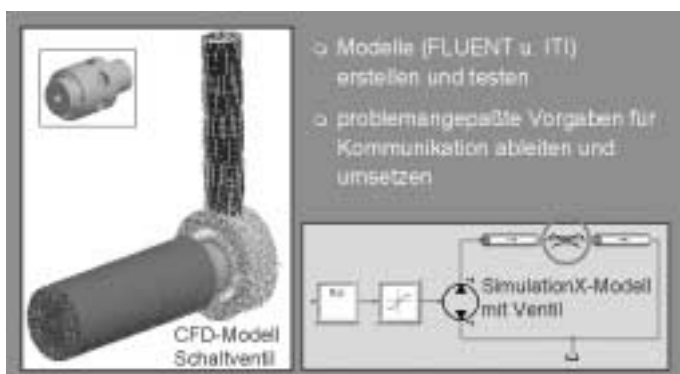 Modelle (FLUENT u. ITI)
erstellen und testen
problemangepaßte Vorgaben für
Kommunikation ableiten und
umsetzen
CFD-Modell
Schaltventil
SimulationX-Modell
mit Ventil